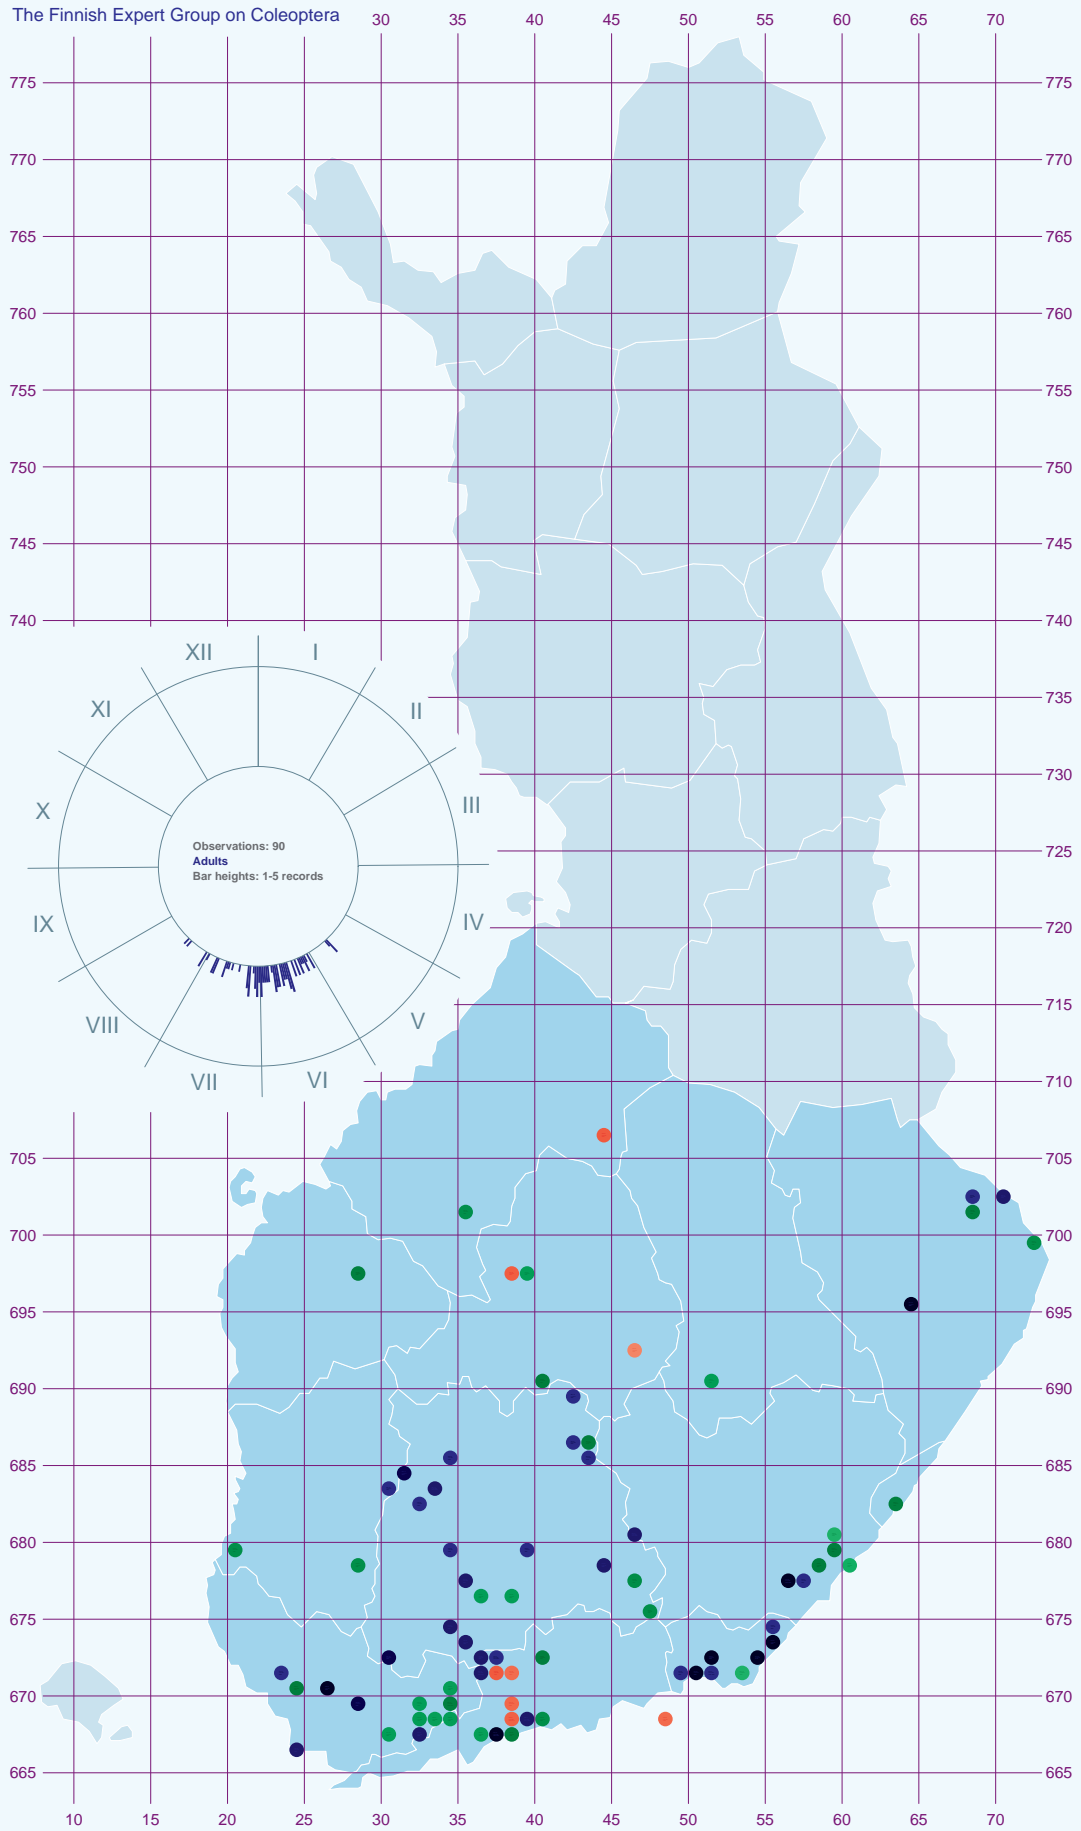 The Finnish Expert Group on Coleoptera
30 35 40 45 50 55 60 65 70
775 775
770 770
765 765
760 760
755 755
750 750
745 745
740 740
XII I
735
XI II
730
III
X
Observations: 90
725
Adults
Bar heights: 1-5 records
IX IV
720
715
VIII V
VII VI
710
705 705
700 700
695 695
690 690
685 685
680 680
675 675
670 670
665 665
10 15 20 25 30 35 40 45 50 55 60 65 70